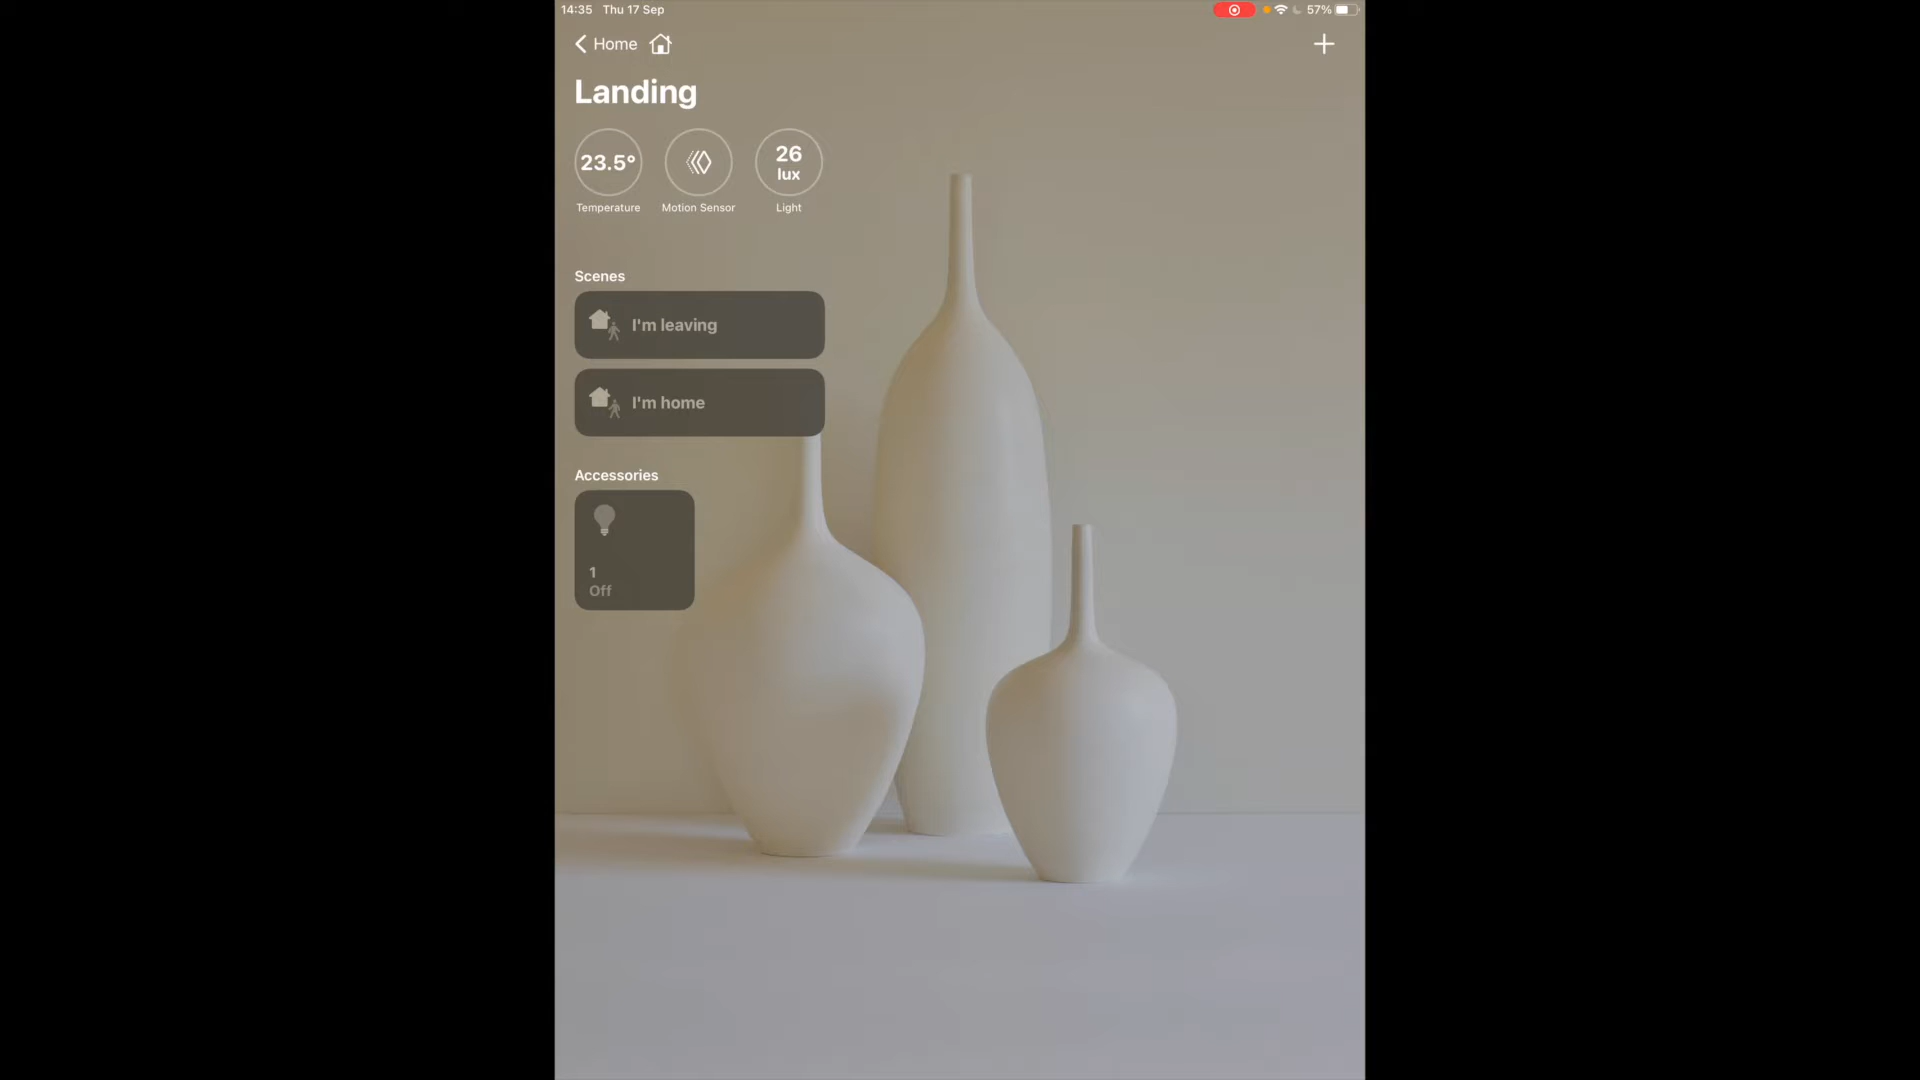 14:35 Thu 17 Sep
57%
Home
Landing
23.5°
26
lux
Temperature
Motion Sensor
Light
Scenes
I'm leaving
I'm home
Accessories
1
Off